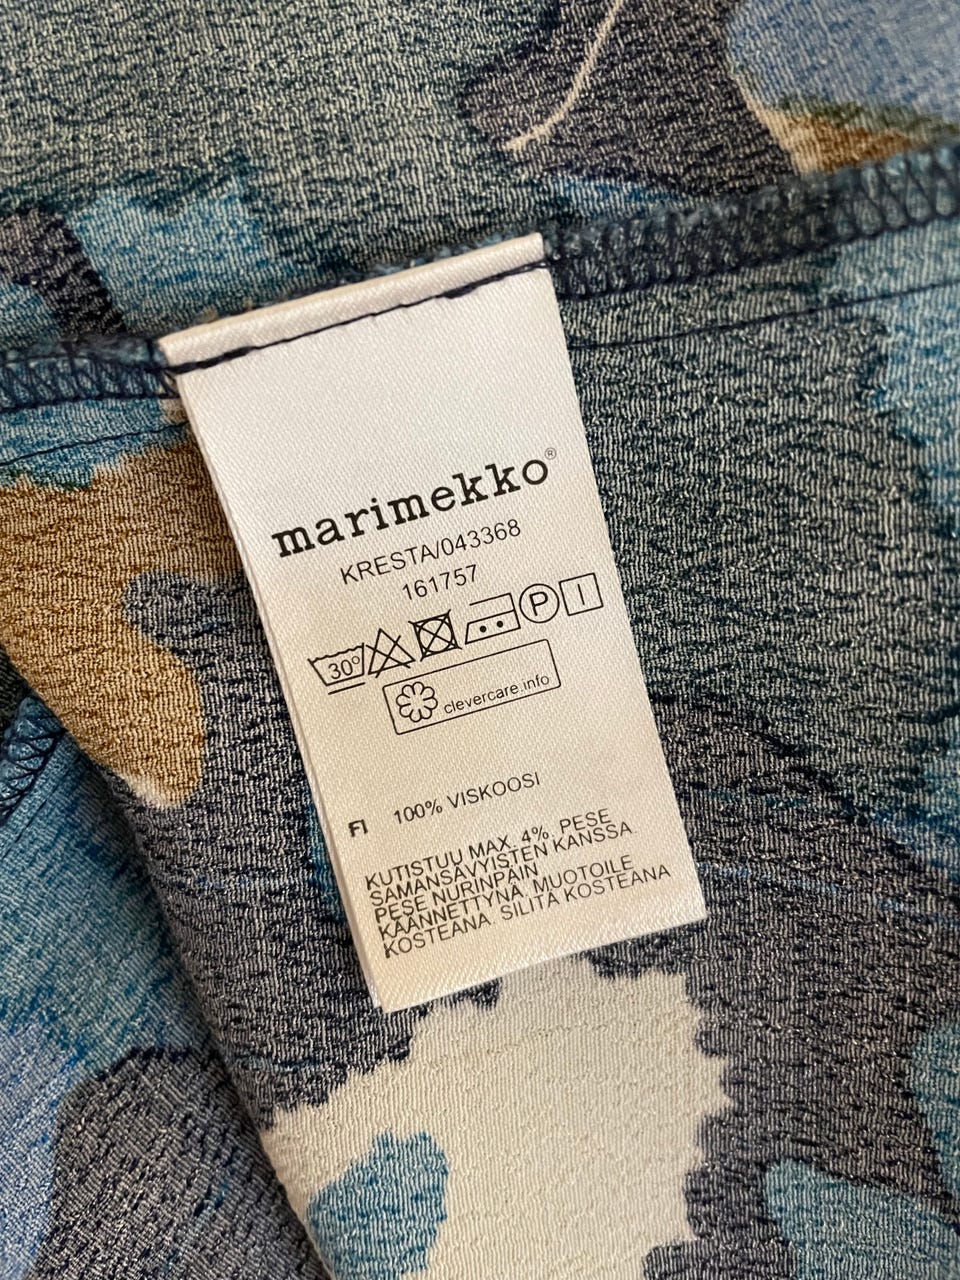 marimekko®
KRESTA/043368
161757
30° P I
clevercare.info
FI 100% VISKOOSI
KUTISTUU MAX. 4%. PESE
SAMANSÄVYISTEN KANSSA
PESE NURINPÄIN
KÄÄNNETTYNÄ. MUOTOILE
KOSTEANA. SILITÄ KOSTEANA